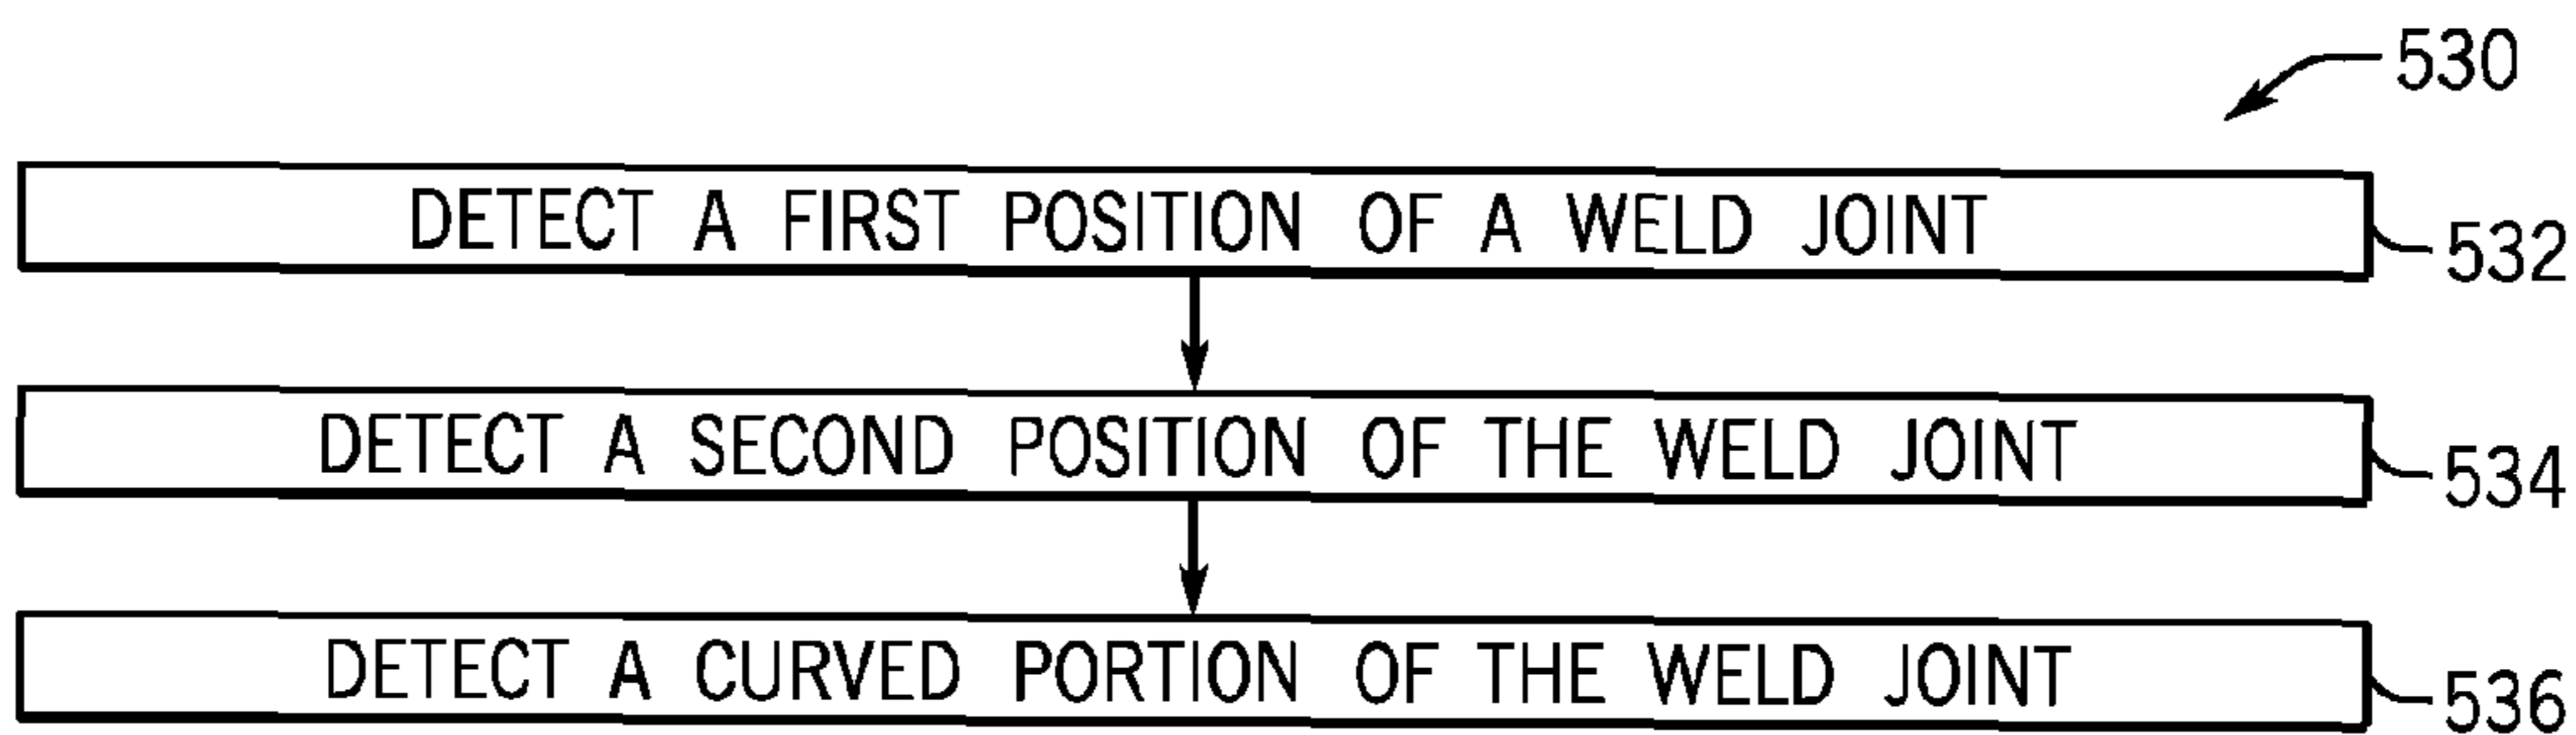 530
DETECT A FIRST POSITION OF A WELD JOINT
532
DETECT A SECOND POSITION OF THE WELD JOINT
534
DETECT A CURVED PORTION OF THE WELD JOINT
536